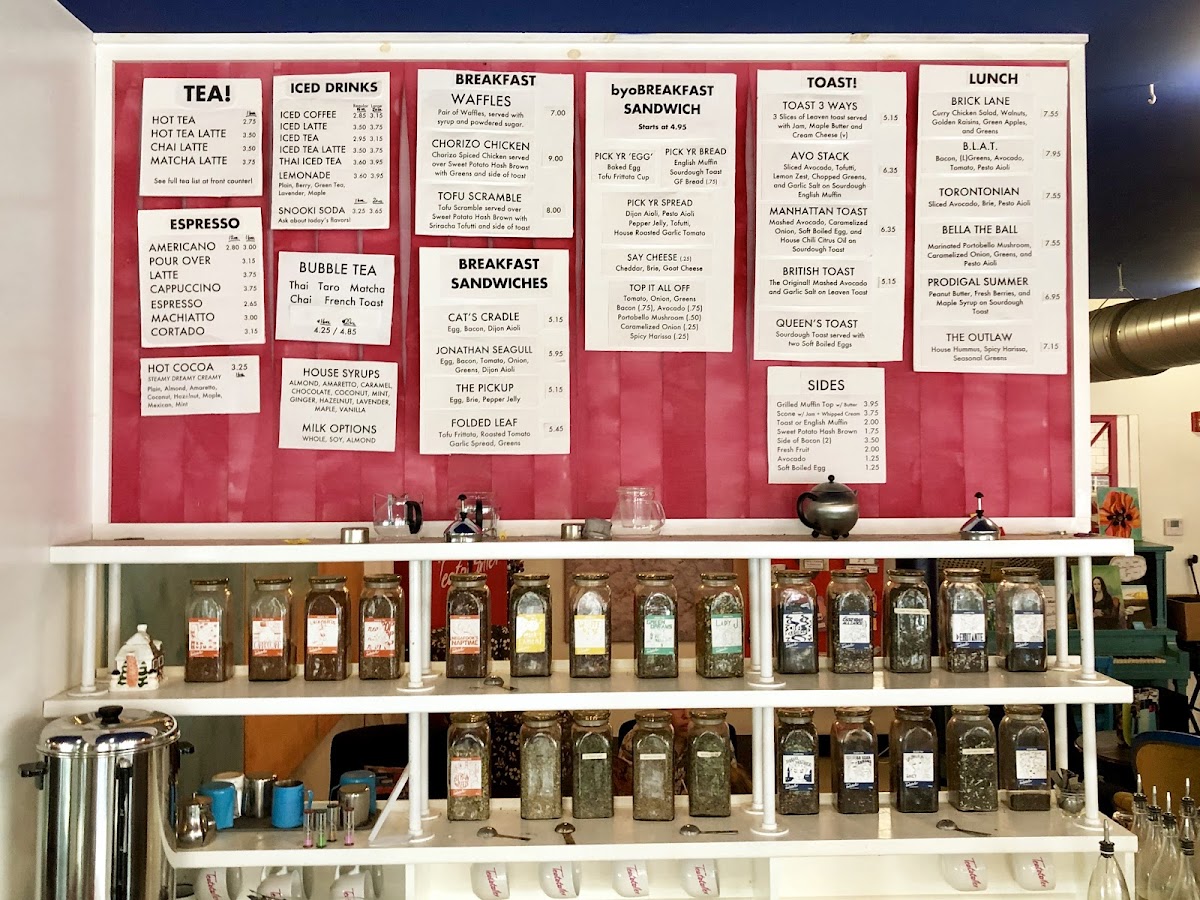 TEA!
12oz
HOT TEA 2.75
HOT TEA LATTE 3.50
CHAI LATTE 3.50
MATCHA LATTE 3.75
See full tea list at front counter!
ESPRESSO
AMERICANO 2.80 3.00
POUR OVER 3.15
LATTE 3.75
CAPPUCCINO 3.75
ESPRESSO 2.65
MACHIATTO 3.00
CORTADO 3.15
HOT COCOA 3.25
STEAMY DREAMY CREAMY
Plain, Almond, Amaretto,
Coconut, Hazelnut, Maple,
Mexican, Mint
ICED DRINKS
Regular Large
ICED COFFEE 2.85 3.15
ICED LATTE 3.50 3.75
ICED TEA 2.95 3.15
ICED TEA LATTE 3.50 3.75
THAI ICED TEA 3.60 3.95
LEMONADE 3.60 3.95
Plain, Berry, Green Tea,
Lavender, Maple
SNOOKI SODA 3.25 3.65
Ask about today's flavors!
BUBBLE TEA
Thai Taro Matcha
Chai French Toast
4.25 / 4.85
HOUSE SYRUPS
ALMOND, AMARETTO, CARAMEL,
CHOCOLATE, COCONUT, MINT,
GINGER, HAZELNUT, LAVENDER,
MAPLE, VANILLA
MILK OPTIONS
WHOLE, SOY, ALMOND
BREAKFAST
WAFFLES
Pair of Waffles, served with
syrup and powdered sugar.
7.00
CHORIZO CHICKEN
Chorizo Spiced Chicken served
over Sweet Potato Hash Brown
with Greens and side of toast
9.00
TOFU SCRAMBLE
Tofu Scramble served over
Sweet Potato Hash Brown with
Sriracha Tofutti and side of toast
8.00
BREAKFAST
SANDWICHES
CAT'S CRADLE 5.15
Egg, Bacon, Dijon Aioli
JONATHAN SEAGULL 5.95
Egg, Bacon, Tomato, Onion,
Greens, Dijon Aioli
THE PICKUP 5.15
Egg, Brie, Pepper Jelly
FOLDED LEAF 5.45
Tofu Frittata, Roasted Tomato
Garlic Spread, Greens
byoBREAKFAST
SANDWICH
Starts at 4.95
PICK YR 'EGG'
Baked Egg
Tofu Frittata Cup
PICK YR BREAD
English Muffin
Sourdough Toast
GF Bread (.75)
PICK YR SPREAD
Dijon Aioli, Pesto Aioli
Pepper Jelly, Tofutti,
House Roasted Garlic Tomato
SAY CHEESE (.25)
Cheddar, Brie, Goat Cheese
TOP IT ALL OFF
Tomato, Onion, Greens
Bacon (.75), Avocado (.75)
Portobello Mushroom (.50)
Caramelized Onion (.25)
Spicy Harissa (.25)
TOAST!
TOAST 3 WAYS
3 Slices of Leaven toast served
with Jam, Maple Butter and
Cream Cheese (v)
5.15
AVO STACK
Sliced Avocado, Tofutti,
Lemon Zest, Chopped Greens,
and Garlic Salt on Sourdough
English Muffin
6.35
MANHATTAN TOAST
Mashed Avocado, Caramelized
Onion, Soft Boiled Egg, and
House Chili Citrus Oil on
Sourdough Toast
6.35
BRITISH TOAST
The Original! Mashed Avocado
and Garlic Salt on Leaven Toast
5.15
QUEEN'S TOAST
Sourdough Toast served with
two Soft Boiled Eggs
SIDES
Grilled Muffin Top w/ Butter 3.95
Scone w/ Jam + Whipped Cream 3.75
Toast or English Muffin 2.00
Sweet Potato Hash Brown 1.75
Side of Bacon (2) 3.50
Fresh Fruit 2.00
Avocado 1.25
Soft Boiled Egg 1.25
LUNCH
BRICK LANE
Curry Chicken Salad, Walnuts,
Golden Raisins, Green Apples,
and Greens
7.55
B.L.A.T.
Bacon, (L)Greens, Avocado,
Tomato, Pesto Aioli
7.95
TORONTONIAN
Sliced Avocado, Brie, Pesto Aioli
7.55
BELLA THE BALL
Marinated Portobello Mushroom,
Caramelized Onion, Greens, and
Pesto Aioli
7.55
PRODIGAL SUMMER
Peanut Butter, Fresh Berries, and
Maple Syrup on Sourdough
Toast
6.95
THE OUTLAW
House Hummus, Spicy Harissa,
Seasonal Greens
7.15
LADY J
DEBUTANTE